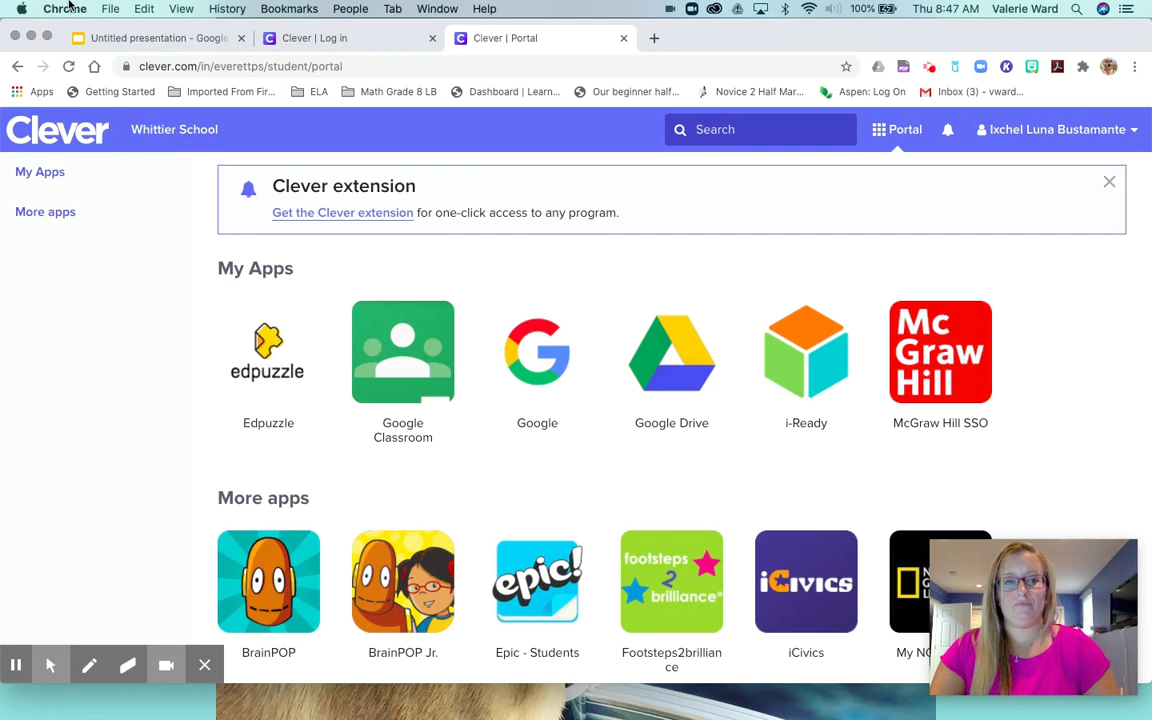 Chrome File Edit View History Bookmarks People Tab Window Help 100% Thu 8:47 AM Valerie Ward
Untitled presentation - Google Clever | Log in Clever | Portal
clever.com/in/everettps/student/portal
Apps Getting Started Imported From Fir... ELA Math Grade 8 LB Dashboard | Learn... Our beginner half... Novice 2 Half Mar... Aspen: Log On Inbox (3) - vward...
Clever Whittier School Search Portal Ixchel Luna Bustamante
My Apps
More apps
Clever extension
Get the Clever extension for one-click access to any program.
My Apps
edpuzzle
Mc
Graw
Hill
Edpuzzle
Google
Classroom
Google
Google Drive
i-Ready
McGraw Hill SSO
More apps
epic!
footsteps
2
brilliance
iCivics
BrainPOP
BrainPOP Jr.
Epic - Students
Footsteps2brillian
ce
iCivics